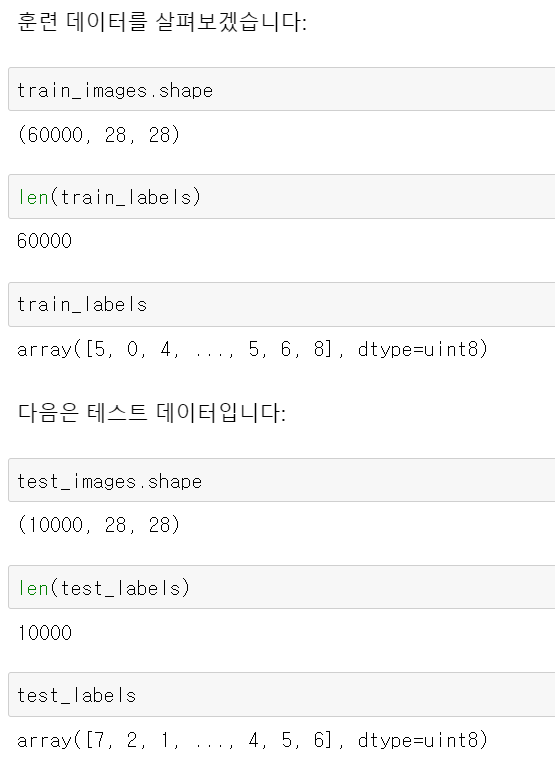 훈련 데이터를 살펴보겠습니다:
train_images.shape
(60000, 28, 28)
len(train_labels)
60000
train_labels
array([5, 0, 4, ..., 5, 6, 8], dtype=uint8)
다음은 테스트 데이터입니다:
test_images.shape
(10000, 28, 28)
len(test_labels)
10000
test_labels
array([7, 2, 1, ..., 4, 5, 6], dtype=uint8)